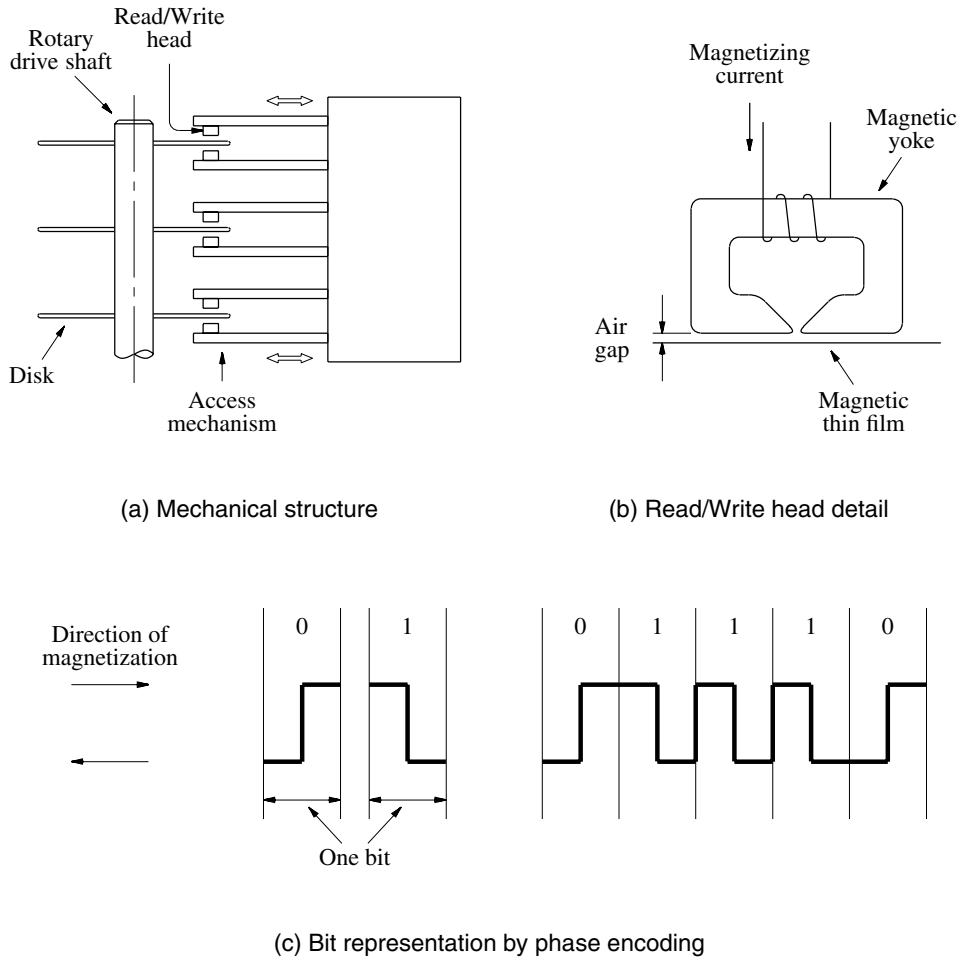 Read/Write
head
Rotary
drive shaft
Disk
Access
mechanism
(a) Mechanical structure
Magnetizing
current
Magnetic
yoke
Air
gap
Magnetic
thin film
(b) Read/Write head detail
Direction of
magnetization
0 1
One bit
0 1 1 1 0
(c) Bit representation by phase encoding